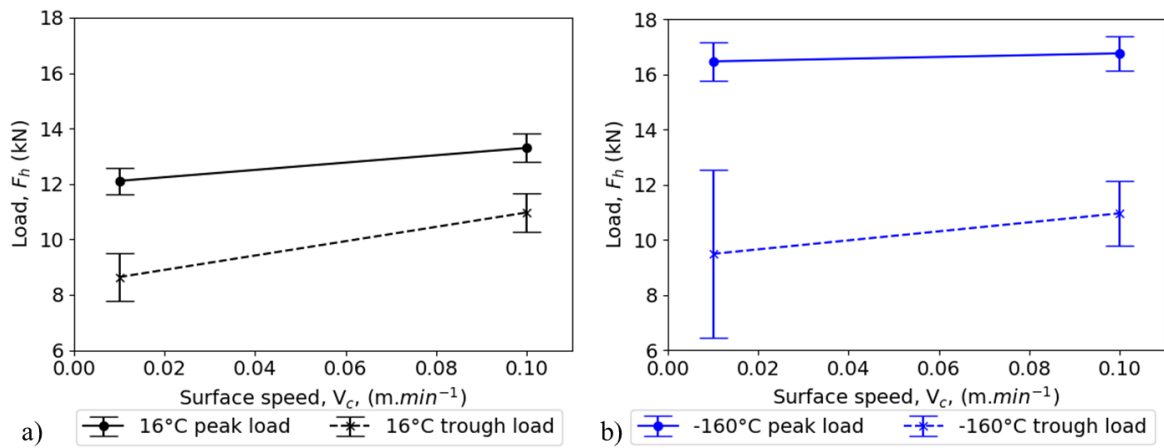 18
16
14
12
10
8
6
Load, F_h (kN)
0.00 0.02 0.04 0.06 0.08 0.10
Surface speed, V_c, (m.min⁻¹)
a)
16°C peak load 16°C trough load
18
16
14
12
10
8
6
Load, F_h (kN)
0.00 0.02 0.04 0.06 0.08 0.10
Surface speed, V_c, (m.min⁻¹)
b)
-160°C peak load -160°C trough load